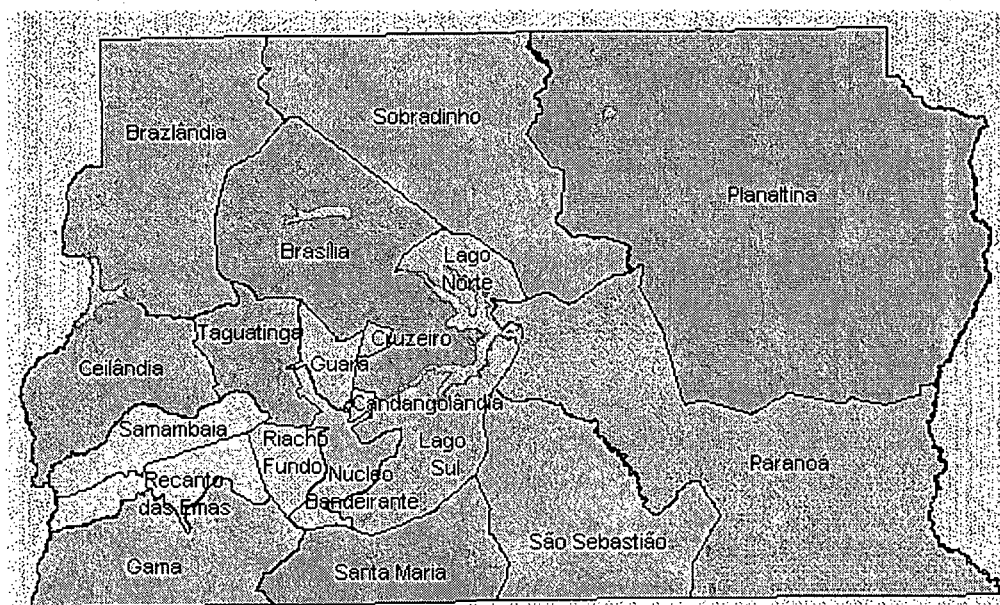 Sobradinho
Brazlândia
Planaltina
Brasília
Lago
Norte
Taguatinga
Cruzeiro
Guará
Ceilândia
Candangolândia
Samambaia
Riacho
Fundo
Lago
Sul
Nucleo
Bandeirante
Recanto
das Emas
Paranoá
São Sebastião
Gama
Santa Maria